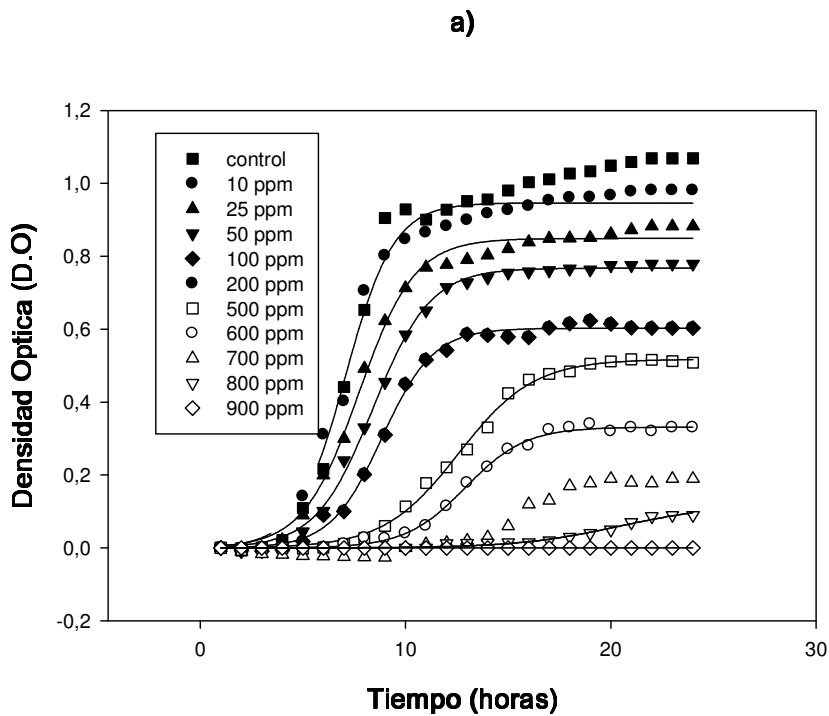 a)
1,2
1,0
0,8
0,6
0,4
0,2
0,0
-0,2
Densidad Optica (D.O)
control
10 ppm
25 ppm
50 ppm
100 ppm
200 ppm
500 ppm
600 ppm
700 ppm
800 ppm
900 ppm
0 10 20 30
Tiempo (horas)